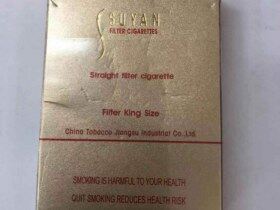 SUYAN
FILTER CIGARETTES
Straight filter cigarette
Filter King Size
China Tobacco Jiangsu Industrial Co.,Ltd.
SMOKING IS HARMFUL TO YOUR HEALTH
QUIT SMOKING REDUCES HEALTH RISK